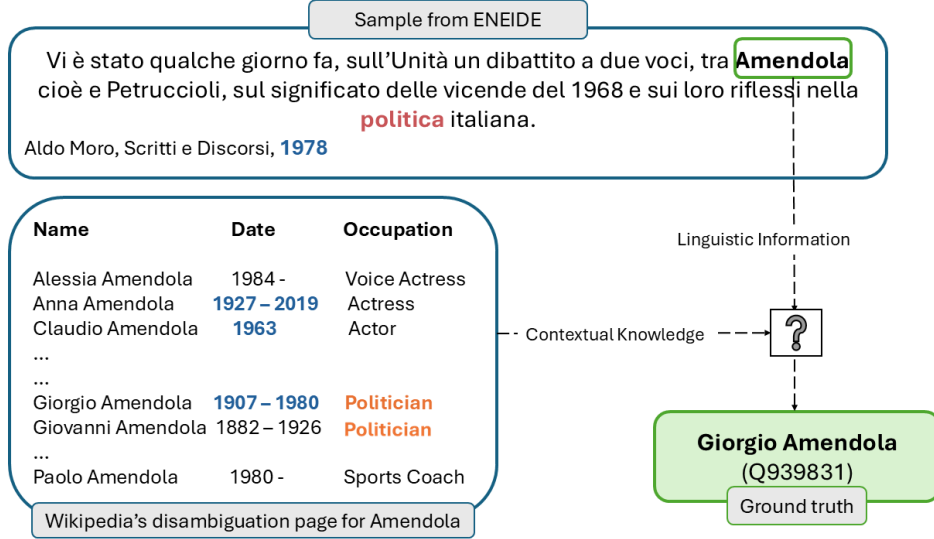 Sample from ENEIDE
Vi è stato qualche giorno fa, sull'Unità un dibattito a due voci, tra Amendola
cioè e Petruccioli, sul significato delle vicende del 1968 e sui loro riflessi nella
politica italiana.
Aldo Moro, Scritti e Discorsi, 1978
Name Date Occupation
Alessia Amendola 1984 - Voice Actress
Anna Amendola 1927 – 2019 Actress
Claudio Amendola 1963 Actor
...
...
Giorgio Amendola 1907 – 1980 Politician
Giovanni Amendola 1882 – 1926 Politician
...
Paolo Amendola 1980 - Sports Coach
Wikipedia's disambiguation page for Amendola
Linguistic Information
Contextual Knowledge
?
Giorgio Amendola
(Q939831)
Ground truth